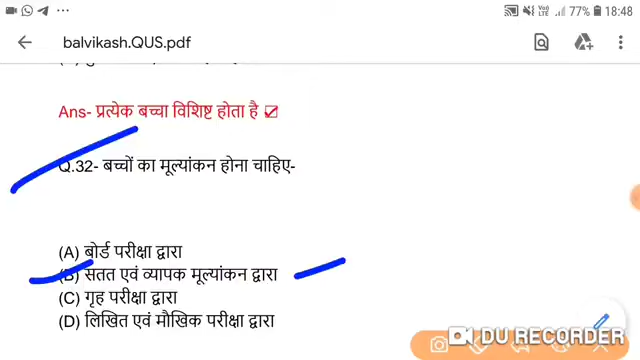 77% 18:48
balvikash.QUS.pdf
Ans- प्रत्येक बच्चा विशिष्ट होता है
Q.32- बच्चों का मूल्यांकन होना चाहिए-
(A) बोर्ड परीक्षा द्वारा
(B) सतत एवं व्यापक मूल्यांकन द्वारा
(C) गृह परीक्षा द्वारा
(D) लिखित एवं मौखिक परीक्षा द्वारा
DU RECORDER